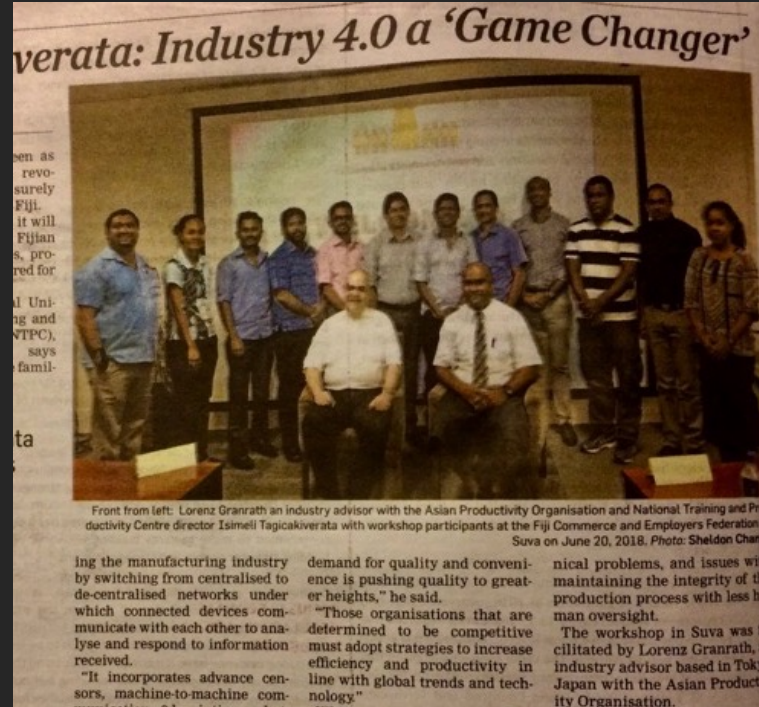 verata: Industry 4.0 a ‘Game Changer’
een as
revo-
surely
Fiji.
it will
Fijian
s, pro-
red for
al Uni-
ng and
NTPC),
says
famil-
ta
s
Front from left: Lorenz Granrath an industry advisor with the Asian Productivity Organisation and National Training and Pr
ductivity Centre director Isimeli Tagicakiverata with workshop participants at the Fiji Commerce and Employers Federation
Suva on June 20, 2018. Photo: Sheldon Chan
ing the manufacturing industry
by switching from centralised to
de-centralised networks under
which connected devices com-
municate with each other to ana-
lyse and respond to information
received.
“It incorporates advance cen-
sors, machine-to-machine com-
demand for quality and conveni-
ence is pushing quality to great-
er heights,” he said.
“Those organisations that are
determined to be competitive
must adopt strategies to increase
efficiency and productivity in
line with global trends and tech-
nology.”
nical problems, and issues wi
maintaining the integrity of t
production process with less h
man oversight.
The workshop in Suva was
cilitated by Lorenz Granrath,
industry advisor based in Tok
Japan with the Asian Product
ity Organisation.